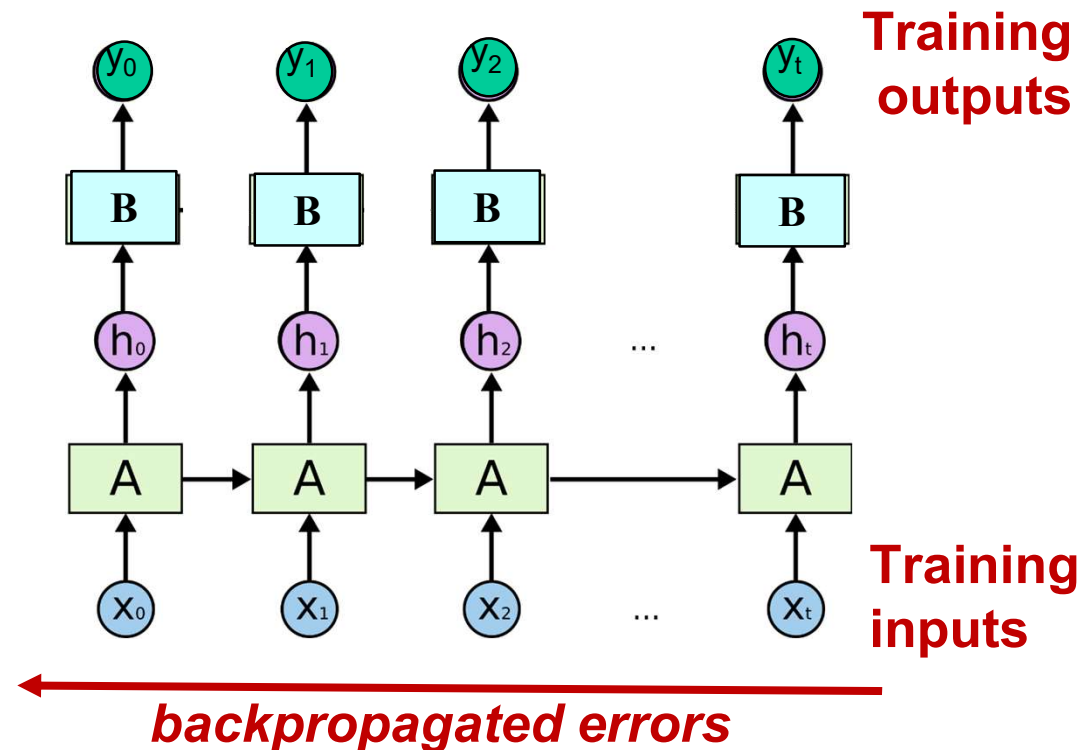 y0 y1 y2 yt
Training
outputs
B B B B
h0 h1 h2 ... ht
A A A A
x0 x1 x2 ... xt
Training
inputs
backpropagated errors